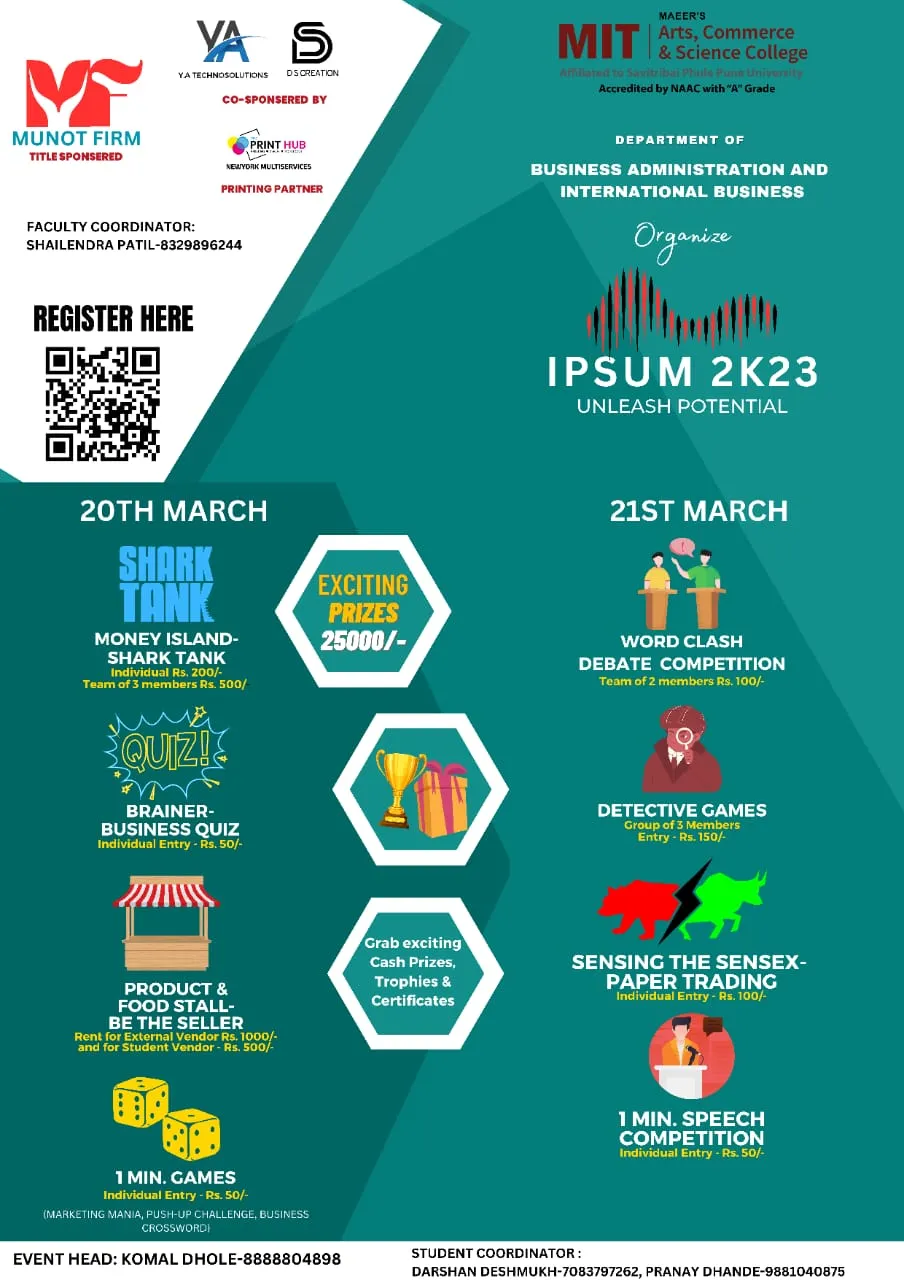 MUNOT FIRM
TITLE SPONSERED
YA
Y.A TECHNOSOLUTIONS
D S CREATION
CO-SPONSERED BY
PRINT HUB
NEWYORK MULTISERVICES
PRINTING PARTNER
FACULTY COORDINATOR:
SHAILENDRA PATIL-8329896244
REGISTER HERE
MAEER'S
MIT
Arts, Commerce
& Science College
Affiliated to Savitribai Phule Pune University
Accredited by NAAC with "A" Grade
DEPARTMENT OF
BUSINESS ADMINISTRATION AND
INTERNATIONAL BUSINESS
Organize
IPSUM 2K23
UNLEASH POTENTIAL
20TH MARCH
SHARK
TANK
MONEY ISLAND-
SHARK TANK
Individual Rs. 200/-
Team of 3 members Rs. 500/
QUIZ!
BRAINER-
BUSINESS QUIZ
Individual Entry - Rs. 50/-
PRODUCT &
FOOD STALL-
BE THE SELLER
Rent for External Vendor Rs. 1000/-
and for Student Vendor - Rs. 500/-
1 MIN. GAMES
Individual Entry - Rs. 50/-
(MARKETING MANIA, PUSH-UP CHALLENGE, BUSINESS
CROSSWORD)
EXCITING
PRIZES
25000/-
Grab exciting
Cash Prizes,
Trophies &
Certificates
21ST MARCH
WORD CLASH
DEBATE COMPETITION
Team of 2 members Rs. 100/-
DETECTIVE GAMES
Group of 3 Members
Entry - Rs. 150/-
SENSING THE SENSEX-
PAPER TRADING
Individual Entry - Rs. 100/-
1 MIN. SPEECH
COMPETITION
Individual Entry - Rs. 50/-
EVENT HEAD: KOMAL DHOLE-8888804898
STUDENT COORDINATOR :
DARSHAN DESHMUKH-7083797262, PRANAY DHANDE-9881040875